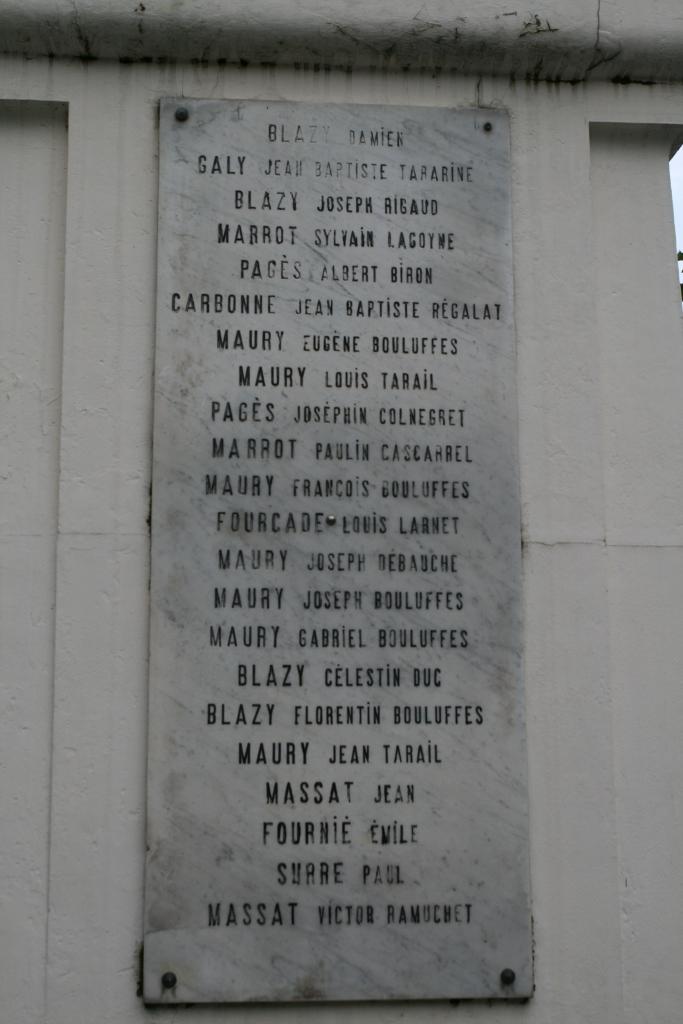 BLAZY DAMIEN
GALY JEAN BAPTISTE TARARINE
BLAZY JOSEPH RIGAUD
MARROT SYLVAIN LAGOYNE
PAGÈS ALBERT BIRON
CARBONNE JEAN BAPTISTE RÉGALAT
MAURY EUGÈNE BOULUFFES
MAURY LOUIS TARAIL
PAGÈS JOSÉPHIN COLNEGRET
MARROT PAULIN CASCARREL
MAURY FRANÇOIS BOULUFFES
FOURCADE LOUIS LARNET
MAURY JOSEPH DÉBAUCHE
MAURY JOSEPH BOULUFFES
MAURY GABRIEL BOULUFFES
BLAZY CÉLESTIN DUC
BLAZY FLORENTIN BOULUFFES
MAURY JEAN TARAIL
MASSAT JEAN
FOURNIÉ ÉMILE
SURRE PAUL
MASSAT VICTOR RAMUCHET